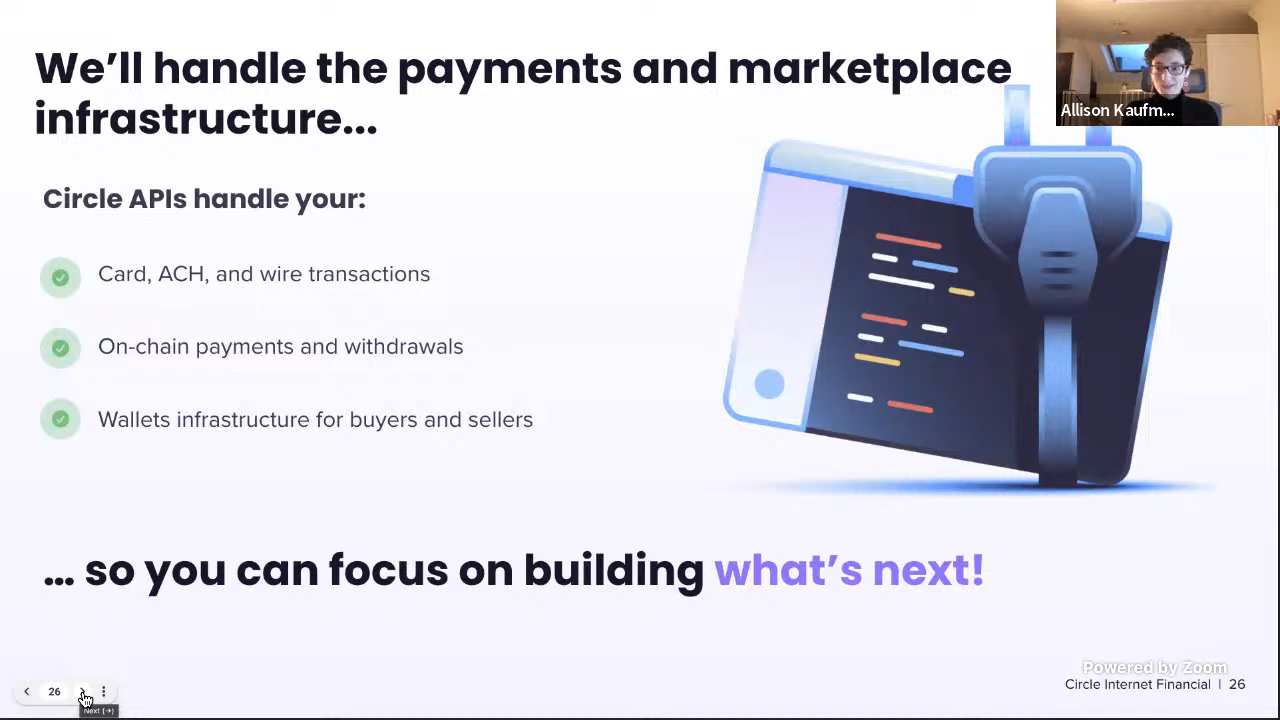 We’ll handle the payments and marketplace
infrastructure...
Allison Kaufm...
Circle APIs handle your:
Card, ACH, and wire transactions
On-chain payments and withdrawals
Wallets infrastructure for buyers and sellers
... so you can focus on building what’s next!
Powered by Zoom
Circle Internet Financial | 26
26
Next (→)